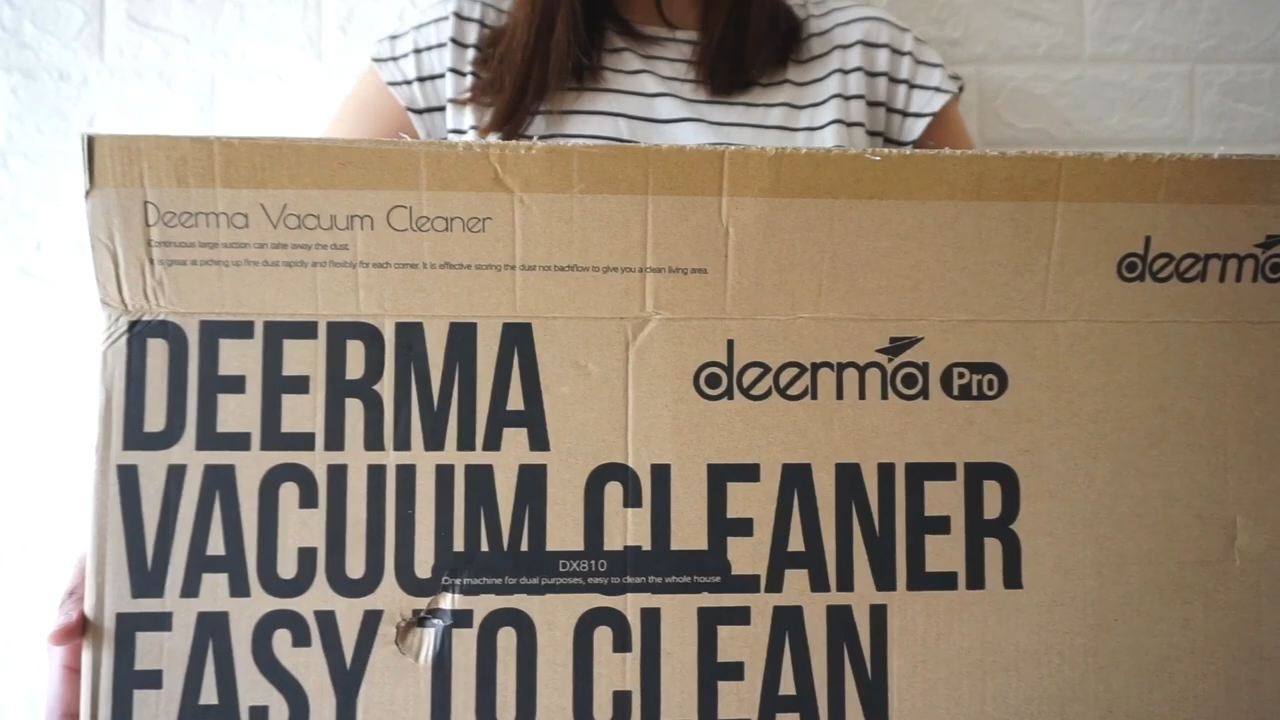 Deerma Vacuum Cleaner
Continuous large suction can take away the dust.
It is great at piching up fine dust rapidly and flexibly for each corner. It is effective storing the dust not bachflow to give you a clean living area.
deerma
DEERMA
deerma Pro
VACUUM CLEANER
DX810
One machine for dual purposes, easy to clean the whole house
EASY TO CLEAN